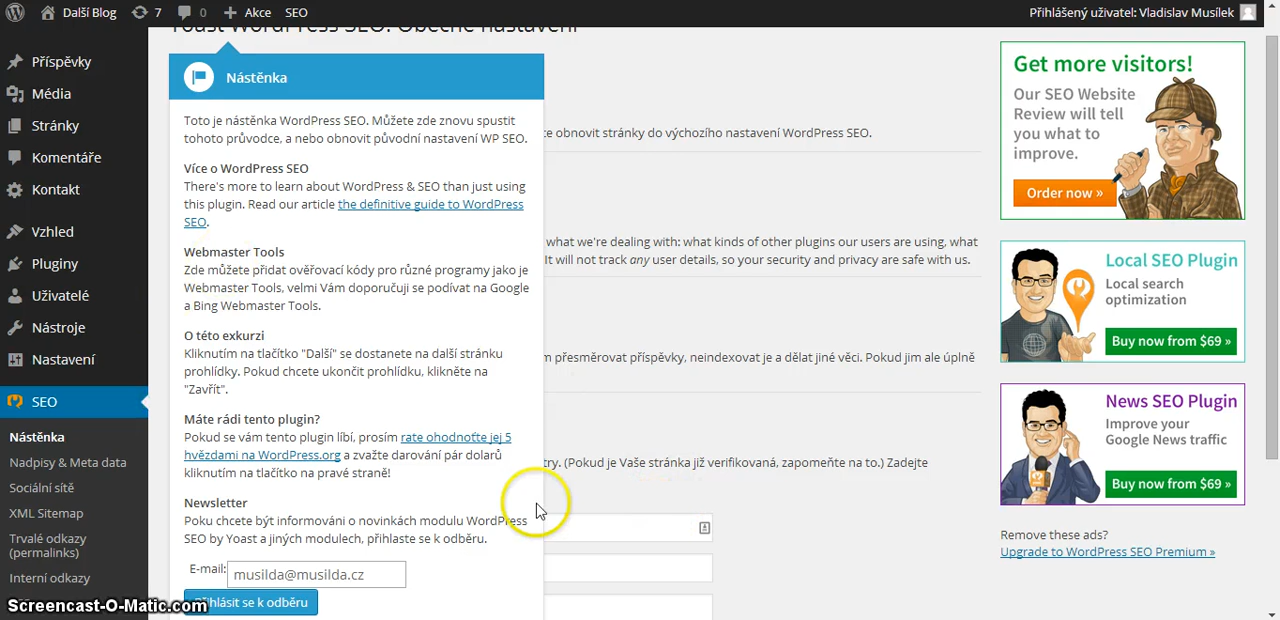 Další Blog
7
0
Akce
SEO
Přihlášený uživatel: Vladislav Musílek
Příspěvky
Média
Stránky
Komentáře
Kontakt
Vzhled
Pluginy
Uživatelé
Nástroje
Nastavení
SEO
Nástěnka
Nadpisy & Meta data
Sociální sítě
XML Sitemap
Trvalé odkazy
(permalinks)
Interní odkazy
Yoast WordPress SEO: Obecné nastavení
Nástěnka
Toto je nástěnka WordPress SEO. Můžete zde znovu spustit
tohoto průvodce, a nebo obnovit původní nastavení WP SEO.
Více o WordPress SEO
There's more to learn about WordPress & SEO than just using
this plugin. Read our article the definitive guide to WordPress
SEO.
Webmaster Tools
Zde můžete přidat ověřovací kódy pro různé programy jako je
Webmaster Tools, velmi Vám doporučuji se podívat na Google
a Bing Webmaster Tools.
O této exkurzi
Kliknutím na tlačítko "Další" se dostanete na další stránku
prohlídky. Pokud chcete ukončit prohlídku, klikněte na
"Zavřít".
Máte rádi tento plugin?
Pokud se vám tento plugin líbí, prosím rate ohodnoťte jej 5
hvězdami na WordPress.org a zvažte darování pár dolarů
kliknutím na tlačítko na pravé straně!
Newsletter
Poku chcete být informováni o novinkách modulu WordPress
SEO by Yoast a jiných modulech, přihlaste se k odběru.
E-mail:
musilda@musilda.cz
Přihlásit se k odběru
te obnovit stránky do výchozího nastavení WordPress SEO.
what we're dealing with: what kinds of other plugins our users are using, what
It will not track any user details, so your security and privacy are safe with us.
m přesměrovat příspěvky, neindexovat je a dělat jiné věci. Pokud jim ale úplně
try. (Pokud je Vaše stránka již verifikovaná, zapomeňte na to.) Zadejte
Get more visitors!
Our SEO Website
Review will tell
you what to
improve.
Order now »
Local SEO Plugin
Local search
optimization
Buy now from $69 »
News SEO Plugin
Improve your
Google News traffic
Buy now from $69 »
Remove these ads?
Upgrade to WordPress SEO Premium »
Screencast-O-Matic.com